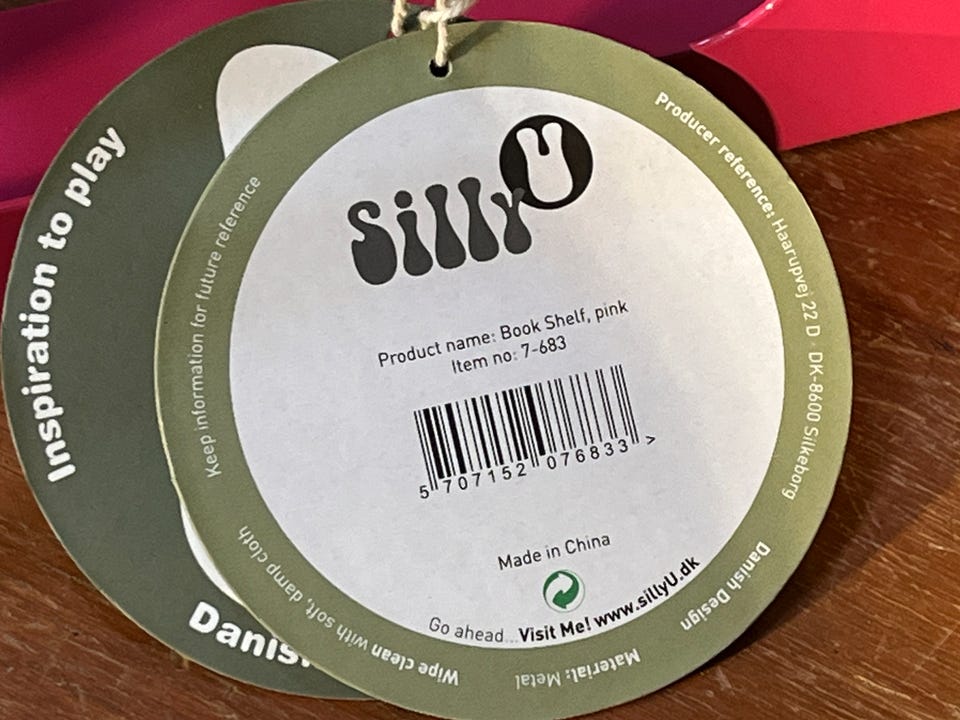 Inspiration to play
Danis
SillyU
Product name: Book Shelf, pink
Item no: 7-683
5 707152 076833 >
Made in China
Go ahead...Visit Me! www.sillyU.dk
Keep information for future reference
Producer reference: Haarupvej 22 D · DK-8600 Silkeborg
Danish Design
Material: Metal
Wipe clean with soft, damp cloth